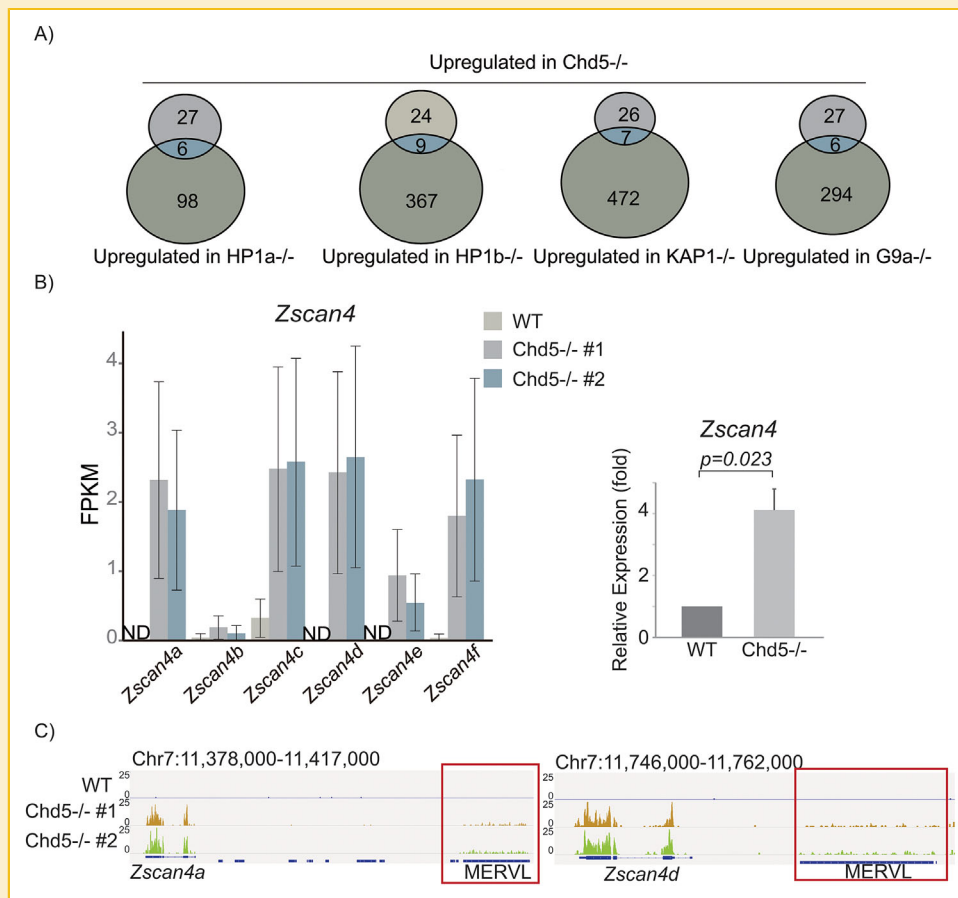 A)
Upregulated in Chd5-/-
27 24 26 27
6 9 7 6
98 367 472 294
Upregulated in HP1a-/- Upregulated in HP1b-/- Upregulated in KAP1-/- Upregulated in G9a-/-
B)
Zscan4
WT
Chd5-/- #1
Chd5-/- #2
FPKM
4
3
2
1
0
ND ND ND
Zscan4a Zscan4b Zscan4c Zscan4d Zscan4e Zscan4f
Zscan4
p=0.023
Relative Expression (fold)
4
2
0
WT Chd5-/-
C)
Chr7:11,378,000-11,417,000 Chr7:11,746,000-11,762,000
WT 25 0 25 0
Chd5-/- #1 25 0 25 0
Chd5-/- #2 25 0 25 0
Zscan4a MERVL Zscan4d MERVL